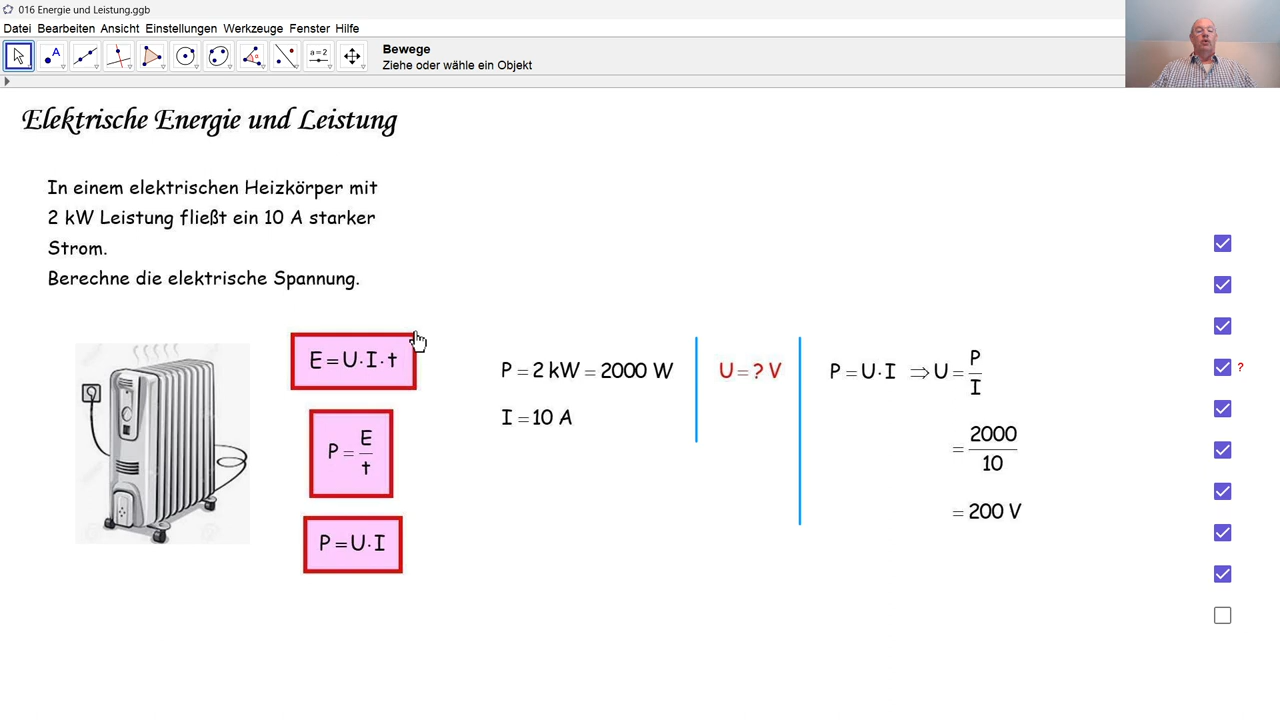 016 Energie und Leistung.ggb
Datei Bearbeiten Ansicht Einstellungen Werkzeuge Fenster Hilfe
A
a=2
Bewege
Ziehe oder wähle ein Objekt
Elektrische Energie und Leistung
In einem elektrischen Heizkörper mit
2 kW Leistung fließt ein 10 A starker
Strom.
Berechne die elektrische Spannung.
E = U·I·t
P = E/t
P = U·I
P = 2 kW = 2000 W
I = 10 A
U = ? V
P = U·I ⇒ U = P/I
= 2000/10
= 200 V
?